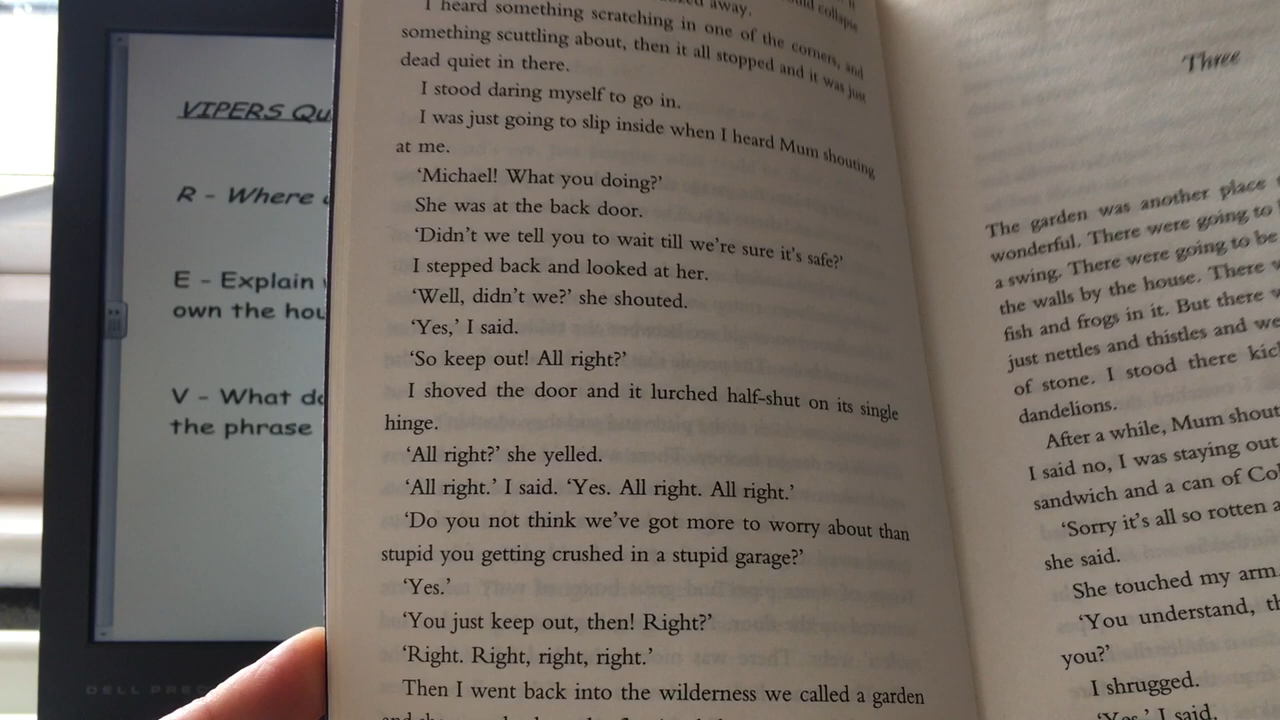 VIPERS
R - Where
E - Explain
own the
V - What
the phrase
DELL
away. could collapse
I heard something scratching in one of the corners, and
something scuttling about, then it all stopped and it was just
dead quiet in there.
I stood daring myself to go in.
I was just going to slip inside when I heard Mum shouting
at me.
‘Michael! What you doing?’
She was at the back door.
‘Didn’t we tell you to wait till we’re sure it’s safe?’
I stepped back and looked at her.
‘Well, didn’t we?’ she shouted.
‘Yes,’ I said.
‘So keep out! All right?’
I shoved the door and it lurched half-shut on its single
hinge.
‘All right?’ she yelled.
‘All right.’ I said. ‘Yes. All right. All right.’
‘Do you not think we’ve got more to worry about than
stupid you getting crushed in a stupid garage?’
‘Yes.’
‘You just keep out, then! Right?’
‘Right. Right, right, right.’
Then I went back into the wilderness we called a garden
Three
The garden was another place
wonderful. There were going to
a swing. There were going to be
the walls by the house. There
fish and frogs in it. But there
just nettles and thistles and
of stone. I stood there
dandelions.
After a while, Mum
I said no, I was staying out
sandwich and a can of
‘Sorry it’s all so rotten
she said.
She touched my arm.
‘You understand,
you?’
I shrugged.
‘Yes,’ I said.